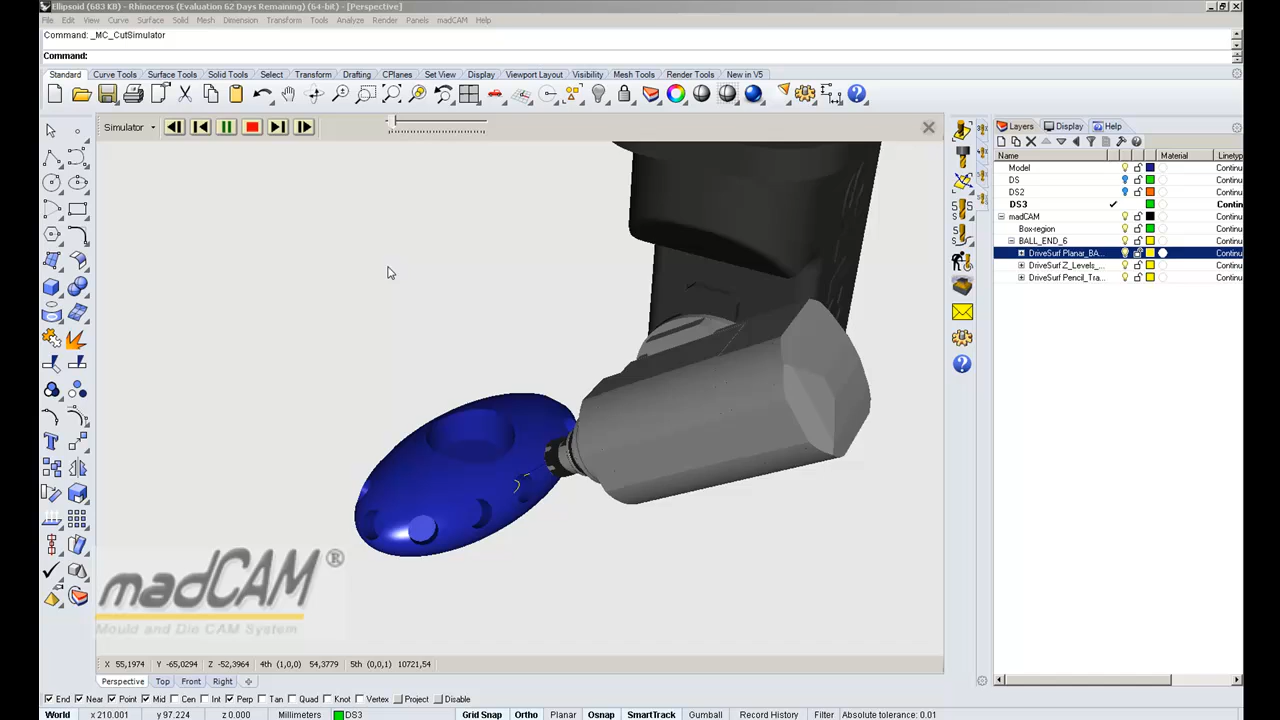 Ellipsoid (683 KB) - Rhinoceros (Evaluation 62 Days Remaining) (64-bit) - [Perspective]
File Edit View Curve Surface Solid Mesh Dimension Transform Tools Analyze Render Panels madCAM Help
Command: _MC_CutSimulator
Command:
Standard Curve Tools Surface Tools Solid Tools Select Transform Drafting CPlanes Set View Display Viewport Layout Visibility Mesh Tools Render Tools New in V5
Simulator
Layers Display Help
Name Material Linetyp
Model Continu
DS Continu
DS2 Continu
DS3 Contin
madCAM Continu
Box-region Continu
BALL_END_6 Continu
DriveSurf Planar_BA... Continu
DriveSurf Z_Levels_... Continu
DriveSurf Pencil_Tra... Continu
madCAM ®
Mould and Die CAM System
X 55,1974 Y -65,0294 Z -52,3964 4th (1,0,0) 54,3779 5th (0,0,1) 10721,54
Perspective Top Front Right
End Near Point Mid Cen Int Perp Tan Quad Knot Vertex Project Disable
World x 210.001 y 97.224 z 0.000 Millimeters DS3 Grid Snap Ortho Planar Osnap SmartTrack Gumball Record History Filter Absolute tolerance: 0.01